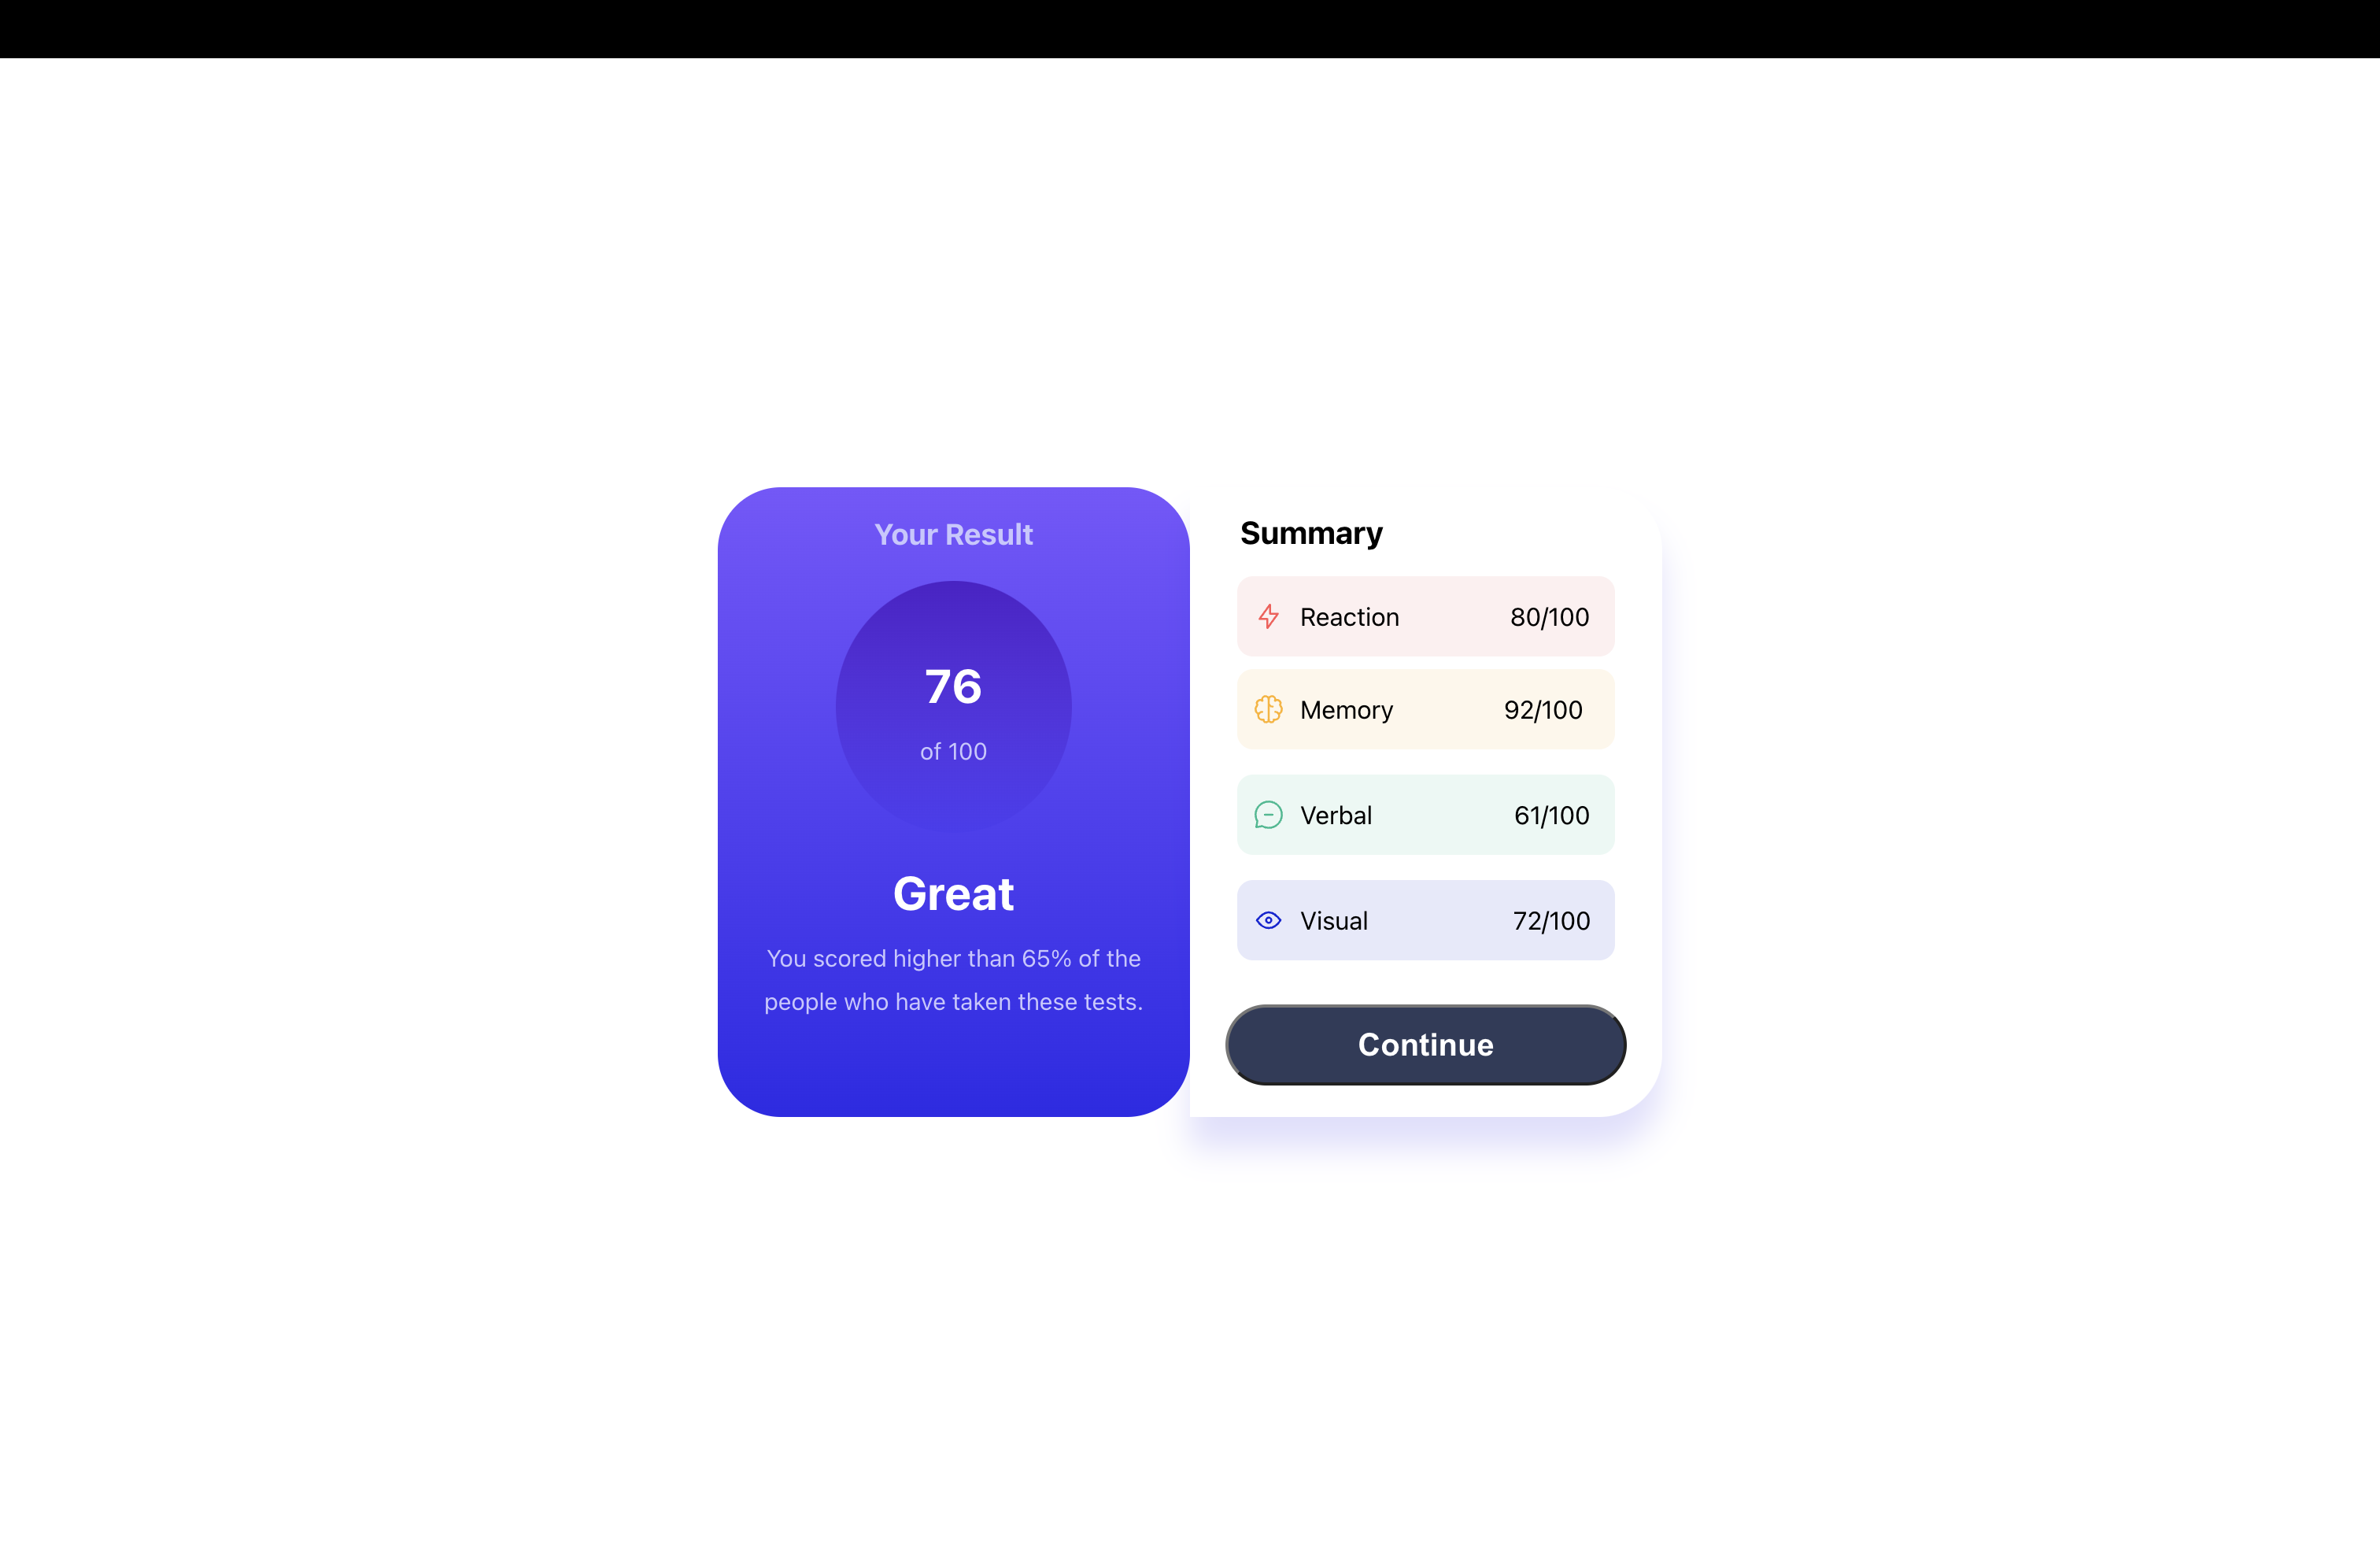 Your Result
76
of 100
Great
You scored higher than 65% of the
people who have taken these tests.
Summary
Reaction 80/100
Memory 92/100
Verbal 61/100
Visual 72/100
Continue